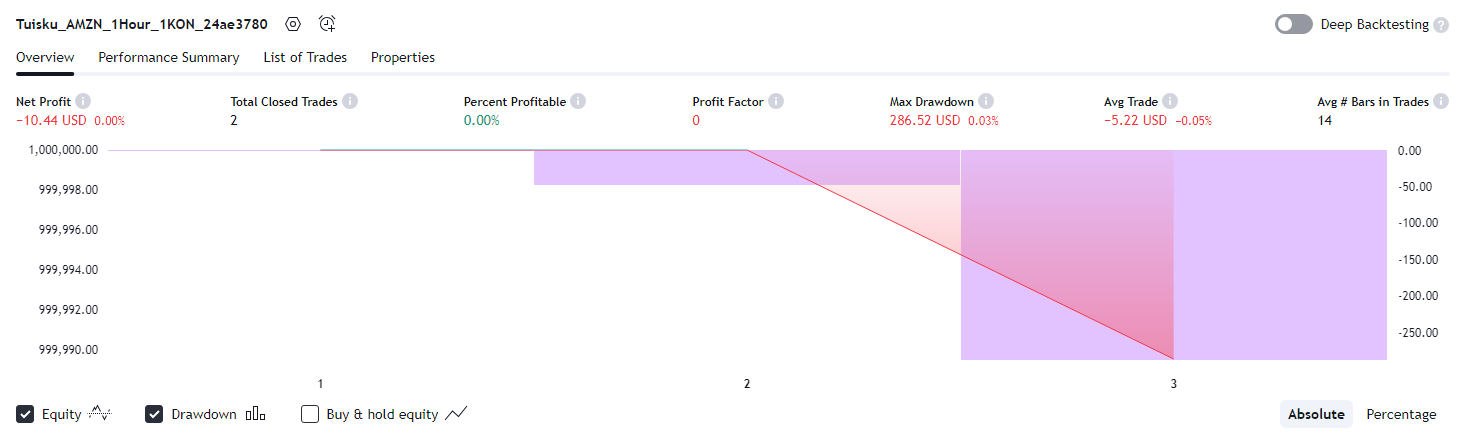 Tuisku_AMZN_1Hour_1KON_24ae3780
Deep Backtesting ?
Overview Performance Summary List of Trades Properties
Net Profit i Total Closed Trades i Percent Profitable i Profit Factor i Max Drawdown i Avg Trade i Avg # Bars in Trades i
−10.44 USD 0.00% 2 0.00% 0 286.52 USD 0.03% −5.22 USD −0.05% 14
1,000,000.00 0.00
999,998.00 -50.00
999,996.00 -100.00
999,994.00 -150.00
999,992.00 -200.00
999,990.00 -250.00
1 2 3
Equity Drawdown Buy & hold equity Absolute Percentage